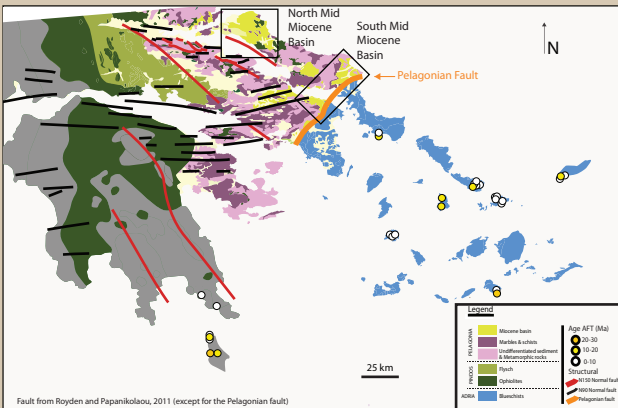 North Mid
Miocene
Basin
South Mid
Miocene
Basin
N
Pelagonian Fault
25 km
Legend
PELAGONIA
Miocene basin
Marbles & schists
Undifferentiated sediment
& Metamorphic rocks
PINDOS
Flysch
Ophiolites
ADRIA
Blueschists
Age AFT (Ma)
20-30
10-20
0-10
Structural
N150 Normal fault
N90 Normal fault
Pelagonian fault
Fault from Royden and Papanikolaou, 2011 (except for the Pelagonian fault)